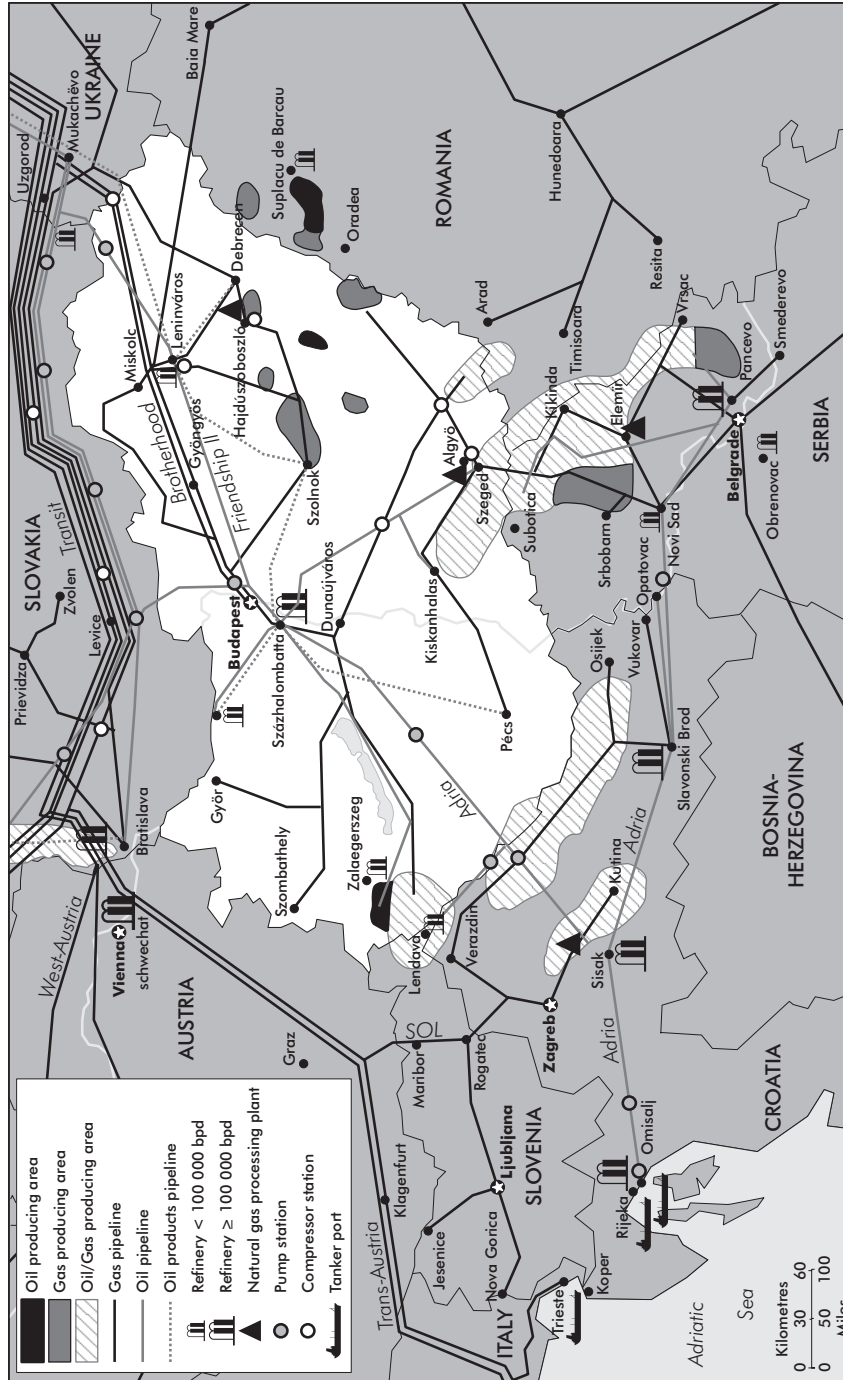 Oil producing area
Gas producing area
Oil/Gas producing area
Gas pipeline
Oil pipeline
Oil products pipeline
Refinery < 100 000 bpd
Refinery ≥ 100 000 bpd
Natural gas processing plant
Pump station
Compressor station
Tanker port
West-Austria
Vienna
schwechat
AUSTRIA
Graz
Trans-Austria
Klagenfurt
Jesenice
Nova Gorica
ITALY
Trieste
Koper
Ljubljana
SLOVENIA
Maribor
SOL
Rogatec
Zagreb
Verazdin
Lendava
Zalaegerszeg
Szombathely
Györ
Bratislava
Prievidza
Zvolen
Levice
SLOVAKIA
Transit
Budapest
Százhalombatta
Dunaújváros
Adria
Pécs
Kiskanhalas
Brotherhood
Friendship II
Gyöngyös
Miskolc
Leninváros
Hajdúszoboszló
Debrecen
Szolnok
Algyö
Szeged
Uzgorod
Mukachëvo
UKRAINE
Baia Mare
Suplacu de Barcau
Oradea
ROMANIA
Arad
Timisoara
Hunedoara
Resita
Vrsac
Kikinda
Elemir
Subotica
Srbobarn
Novi Sad
Opatovac
Vukovar
Osijek
Slavonski Brod
Adria
Kutina
Sisak
Adria
Omisalj
Rijeka
CROATIA
BOSNIA-
HERZEGOVINA
Pancevo
Smederevo
Belgrade
Obrenovac
SERBIA
Adriatic
Sea
Kilometres
0 30 60
0 50 100
Miles